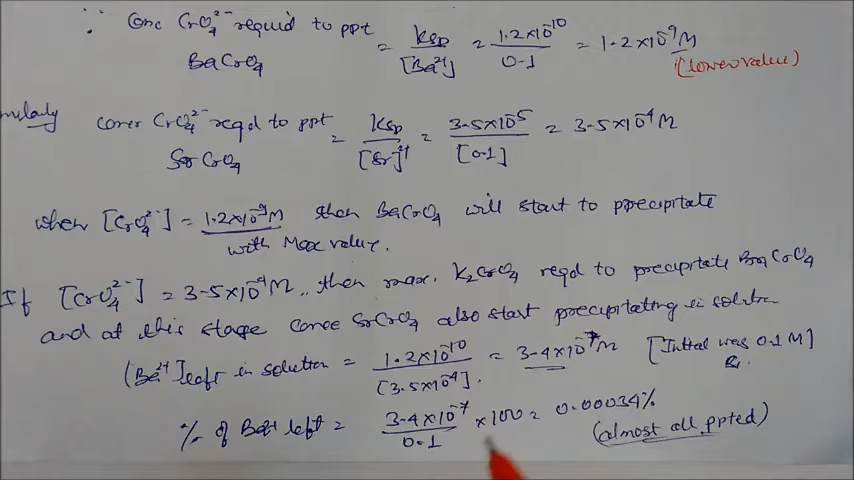 ∵ Conc CrO₄²⁻ requid to ppt BaCrO₄ = Ksp/[Ba²⁺] = 1.2×10⁻¹⁰/0.1 = 1.2×10⁻⁹M
(lower value)
concn CrO₄²⁻ reqd to ppt SrCrO₄ = Ksp/[Sr]²⁺ = 3.5×10⁻⁵/[0.1] = 3.5×10⁻⁴M
when [CrO₄²⁻] = 1.2×10⁻⁹M then BaCrO₄ will start to precipitate
with Max value.
If [CrO₄²⁻] = 3.5×10⁻⁴M, then max. K₂CrO₄ reqd to precipitate BaCrO₄
and at this stage conc SrCrO₄ also start precipitating in solution
[Ba²⁺] left in solution = 1.2×10⁻¹⁰/[3.5×10⁻⁴] = 3.4×10⁻⁷M [Initial was 0.1 M]
% of Ba²⁺ left = 3.4×10⁻⁷/0.1 ×100 = 0.00034%
(almost all ppted)